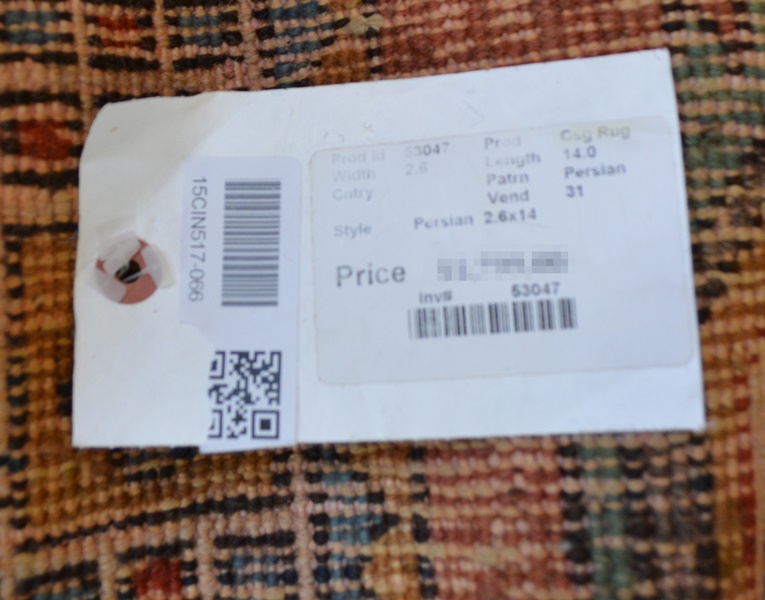 15CIN517-066
Prod Id 53047 Prod Csg Rug
Width 2.6 Length 14.0
Cntry Patrn Persian
Vend 31
Style Persian 2.6x14
Price
Inv# 53047